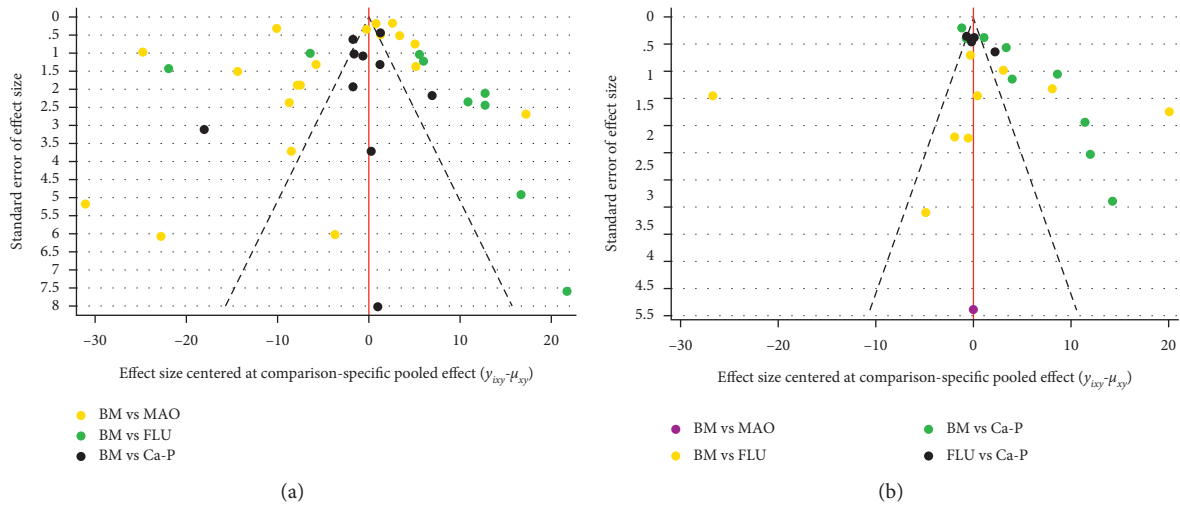 Standard error of effect size
0
.5
1
1.5
2
2.5
3
3.5
4
4.5
5
5.5
6
6.5
7
7.5
8
−30 −20 −10 0 10 20
Effect size centered at comparison-specific pooled effect (y_ixy-μ_xy)
BM vs MAO
BM vs FLU
BM vs Ca-P
(a)
Standard error of effect size
0
.5
1
1.5
2
2.5
3
3.5
4
4.5
5
5.5
−30 −20 −10 0 10 20
Effect size centered at comparison-specific pooled effect (y_ixy-μ_xy)
BM vs MAO
BM vs FLU
BM vs Ca-P
FLU vs Ca-P
(b)